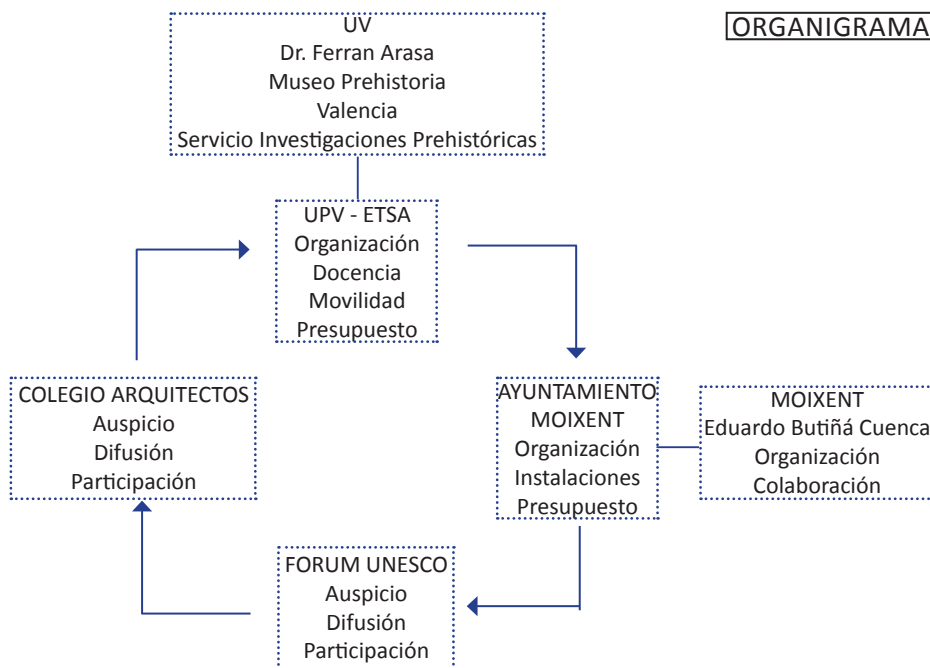 ORGANIGRAMA
UV
Dr. Ferran Arasa
Museo Prehistoria
Valencia
Servicio Investigaciones Prehistóricas
UPV - ETSA
Organización
Docencia
Movilidad
Presupuesto
COLEGIO ARQUITECTOS
Auspicio
Difusión
Participación
AYUNTAMIENTO
MOIXENT
Organización
Instalaciones
Presupuesto
MOIXENT
Eduardo Butiñá Cuenca
Organización
Colaboración
FORUM UNESCO
Auspicio
Difusión
Participación